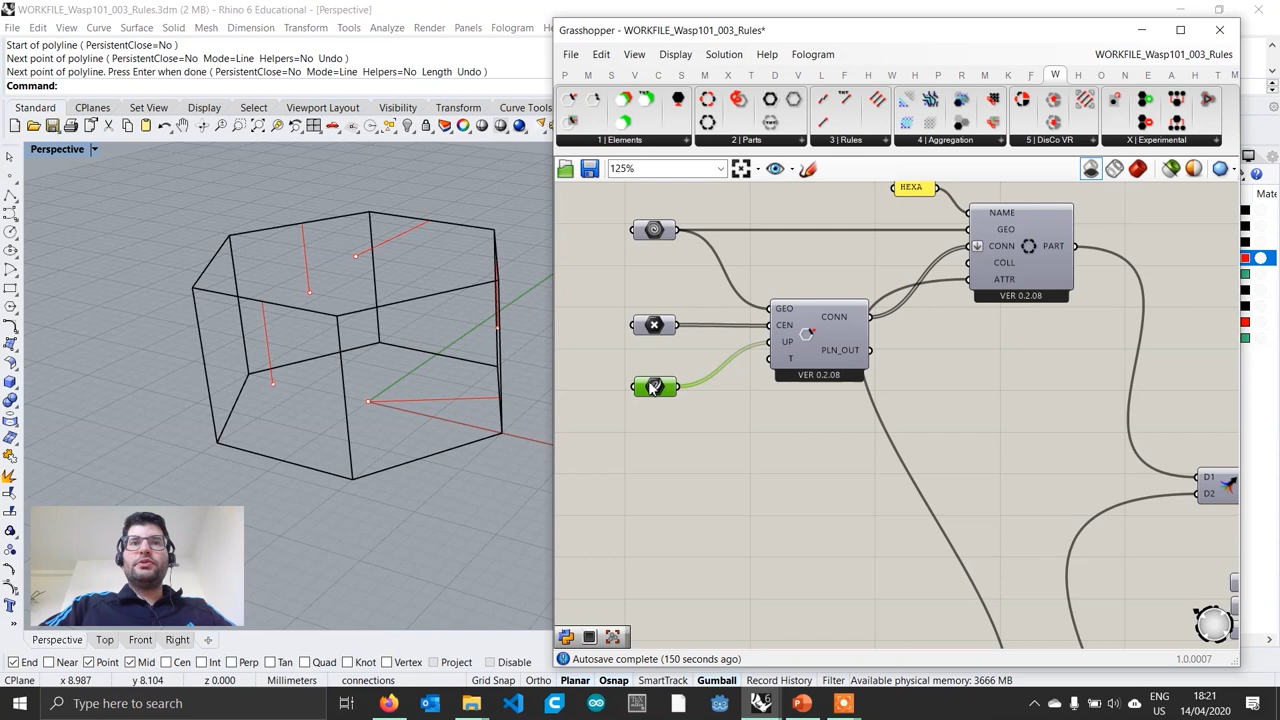 WORKFILE_Wasp101_003_Rules.3dm (2 MB) - Rhino 6 Educational - [Perspective]
File Edit View Curve Surface Solid Mesh Dimension Transform Tools Analyze Render Panels Fologram
Start of polyline ( PersistentClose=No )
Next point of polyline ( PersistentClose=No Mode=Line Helpers=No Undo )
Next point of polyline. Press Enter when done ( PersistentClose=No Mode=Line Helpers=No Length Undo )
Command:
Standard CPlanes Set View Display Select Viewport Layout Visibility Transform Curve Tools
Perspective
Mate
Grasshopper - WORKFILE_Wasp101_003_Rules*
File Edit View Display Solution Help Fologram WORKFILE_Wasp101_003_Rules
P M S V C S M X T D V L F H W H M P R K F U W H O N E A H T M
1 | Elements 2 | Parts 3 | Rules 4 | Aggregation 5 | DisCo VR X | Experimental
125%
HEXA
NAME
GEO
CONN PART
COLL
ATTR
VER 0.2.08
GEO
CEN CONN
UP
T PLN_OUT
VER 0.2.08
D1
D2
Autosave complete (150 seconds ago) 1.0.0007
Perspective Top Front Right
End Near Point Mid Cen Int Perp Tan Quad Knot Vertex Project Disable
CPlane x 8.987 y 8.104 z 0.000 Millimeters connections Grid Snap Ortho Planar Osnap SmartTrack Gumball Record History Filter Available physical memory: 3666 MB
Type here to search
ENG
US
18:21
14/04/2020